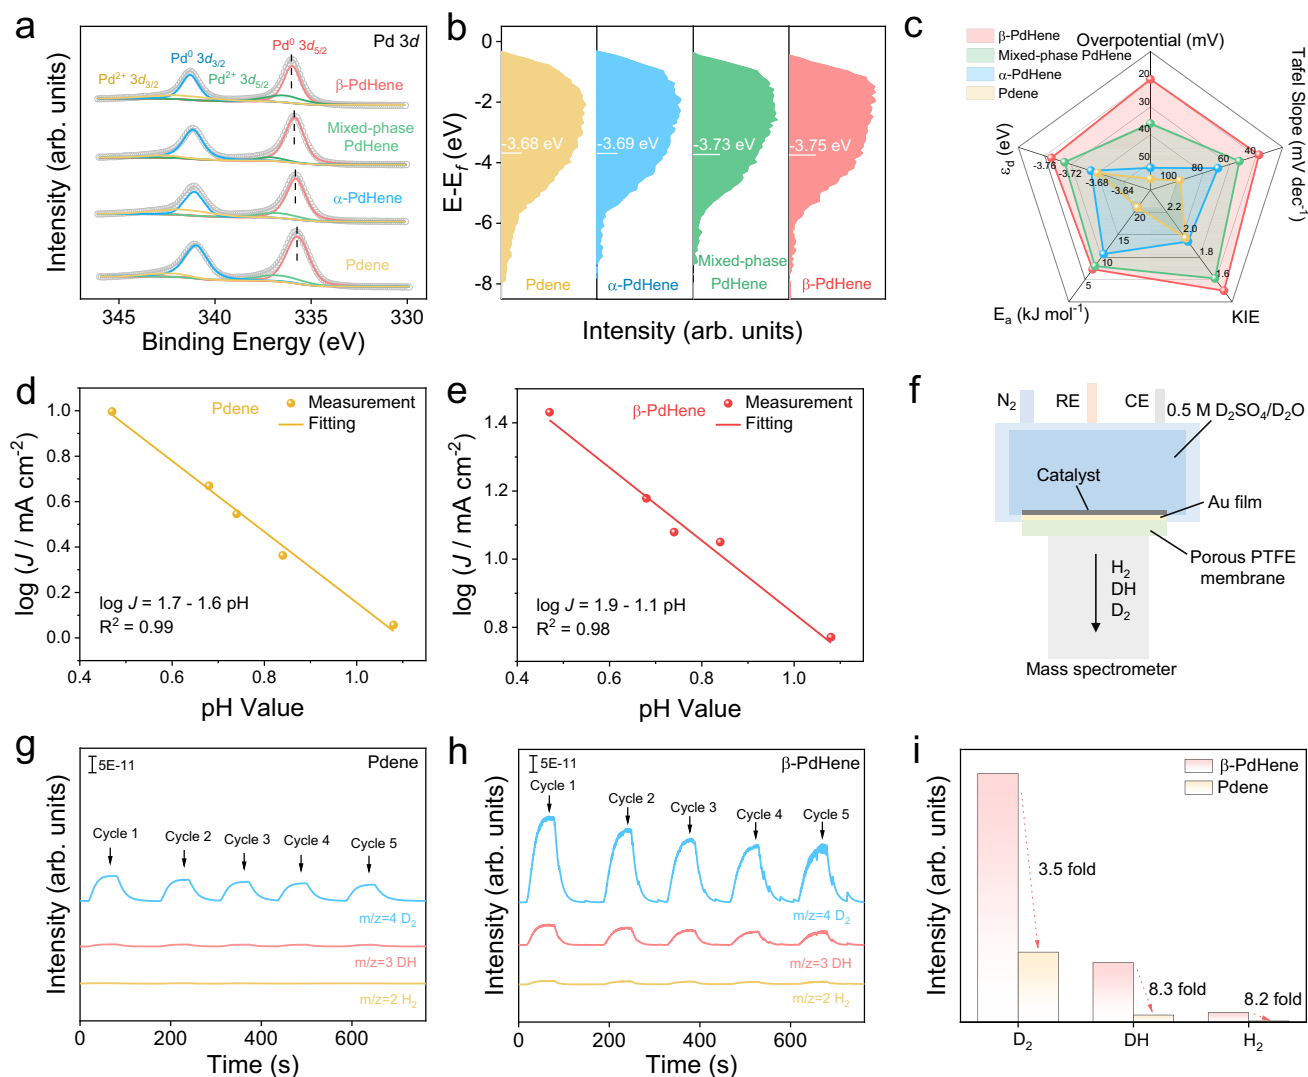 a
Pd 3d
Pd⁰ 3d₃/₂
Pd⁰ 3d₅/₂
Pd²⁺ 3d₃/₂
Pd²⁺ 3d₅/₂
β-PdHene
Mixed-phase
PdHene
α-PdHene
Pdene
Intensity (arb. units)
345
340
335
330
Binding Energy (eV)
b
0
-2
-4
-6
-8
E-E_f (eV)
-3.68 eV
-3.69 eV
-3.73 eV
-3.75 eV
Pdene
α-PdHene
Mixed-phase
PdHene
β-PdHene
Intensity (arb. units)
c
β-PdHene
Mixed-phase PdHene
α-PdHene
Pdene
Overpotential (mV)
Tafel Slope (mV dec⁻¹)
KIE
Eₐ (kJ mol⁻¹)
ε_d (eV)
20
30
40
50
40
60
80
100
1.6
1.8
2.0
2.2
5
10
15
20
-3.76
-3.72
-3.68
-3.64
d
Pdene
Measurement
Fitting
log (J / mA cm⁻²)
1.0
0.8
0.6
0.4
0.2
0.0
log J = 1.7 - 1.6 pH
R² = 0.99
0.4
0.6
0.8
1.0
pH Value
e
β-PdHene
Measurement
Fitting
log (J / mA cm⁻²)
1.4
1.2
1.0
0.8
log J = 1.9 - 1.1 pH
R² = 0.98
0.4
0.6
0.8
1.0
pH Value
f
N₂
RE
CE
0.5 M D₂SO₄/D₂O
Catalyst
Au film
Porous PTFE
membrane
H₂
DH
D₂
Mass spectrometer
g
5E-11
Pdene
Cycle 1
Cycle 2
Cycle 3
Cycle 4
Cycle 5
m/z=4 D₂
m/z=3 DH
m/z=2 H₂
Intensity (arb. units)
0
200
400
600
Time (s)
h
5E-11
β-PdHene
Cycle 1
Cycle 2
Cycle 3
Cycle 4
Cycle 5
m/z=4 D₂
m/z=3 DH
m/z=2 H₂
Intensity (arb. units)
0
200
400
600
Time (s)
i
β-PdHene
Pdene
3.5 fold
8.3 fold
8.2 fold
Intensity (arb. units)
D₂
DH
H₂